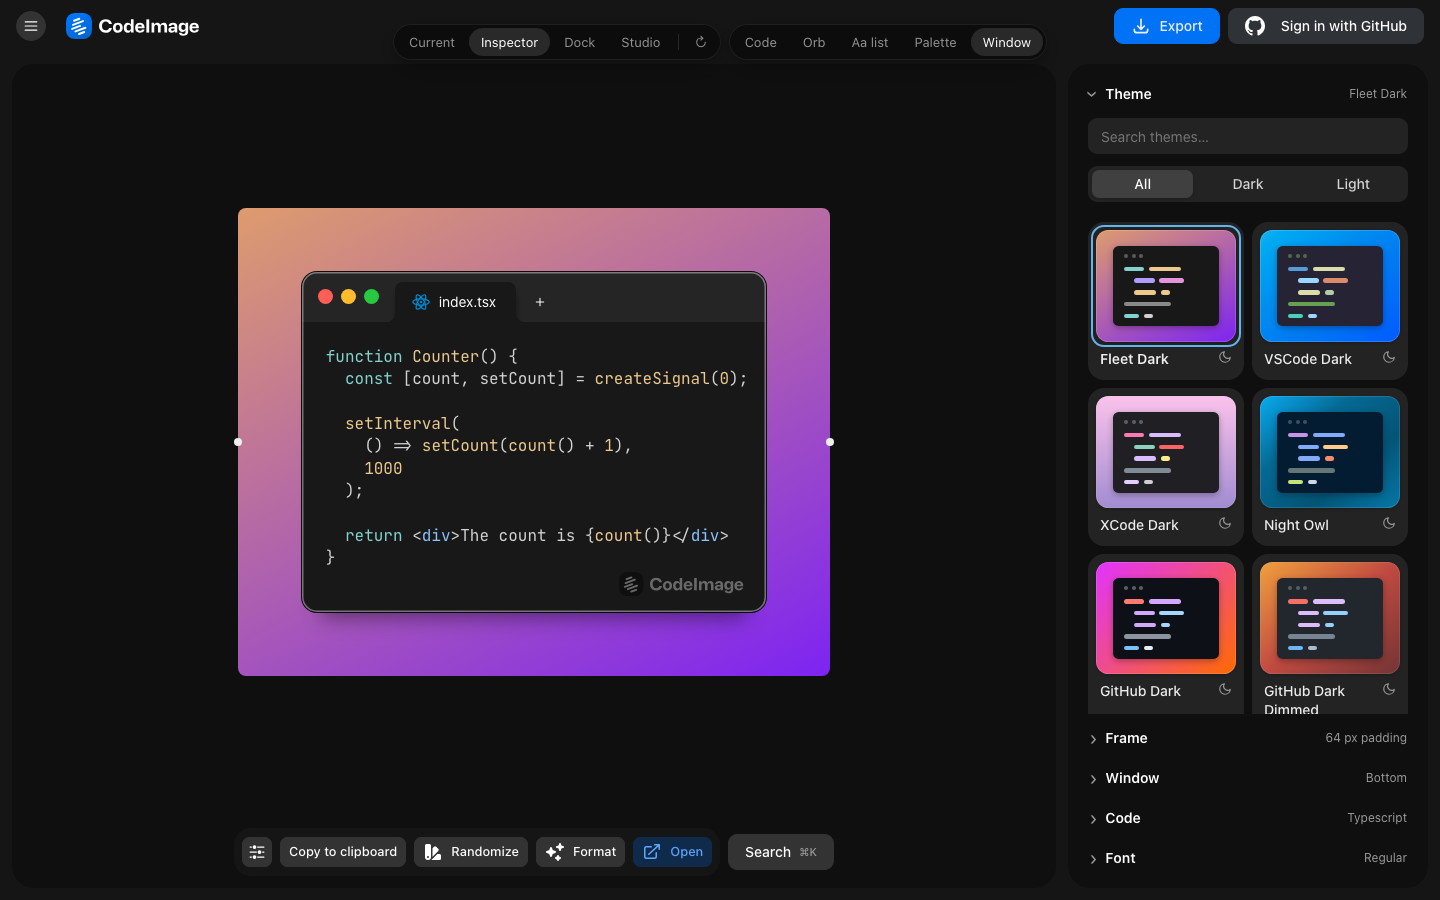 CodeImage
Current Inspector Dock Studio
Code Orb Aa list Palette Window
Export
Sign in with GitHub
index.tsx +
function Counter() {
const [count, setCount] = createSignal(0);
setInterval(
() => setCount(count() + 1),
1000
);
return <div>The count is {count()}</div>
}
CodeImage
Copy to clipboard
Randomize
Format
Open
Search ⌘K
Theme Fleet Dark
Search themes...
All Dark Light
Fleet Dark
VSCode Dark
XCode Dark
Night Owl
GitHub Dark
GitHub Dark
Dimmed
Frame 64 px padding
Window Bottom
Code Typescript
Font Regular